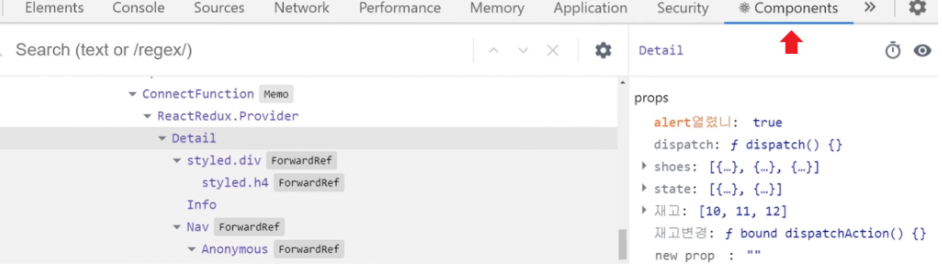 Elements Console Sources Network Performance Memory Application Security Components »
Search (text or /regex/)
ConnectFunction Memo
ReactRedux.Provider
Detail
styled.div ForwardRef
styled.h4 ForwardRef
Info
Nav ForwardRef
Anonymous ForwardRef
Detail
props
alert열렸니: true
dispatch: ƒ dispatch() {}
shoes: [{…}, {…}, {…}]
state: [{…}, {…}]
재고: [10, 11, 12]
재고변경: ƒ bound dispatchAction() {}
new prop : ""